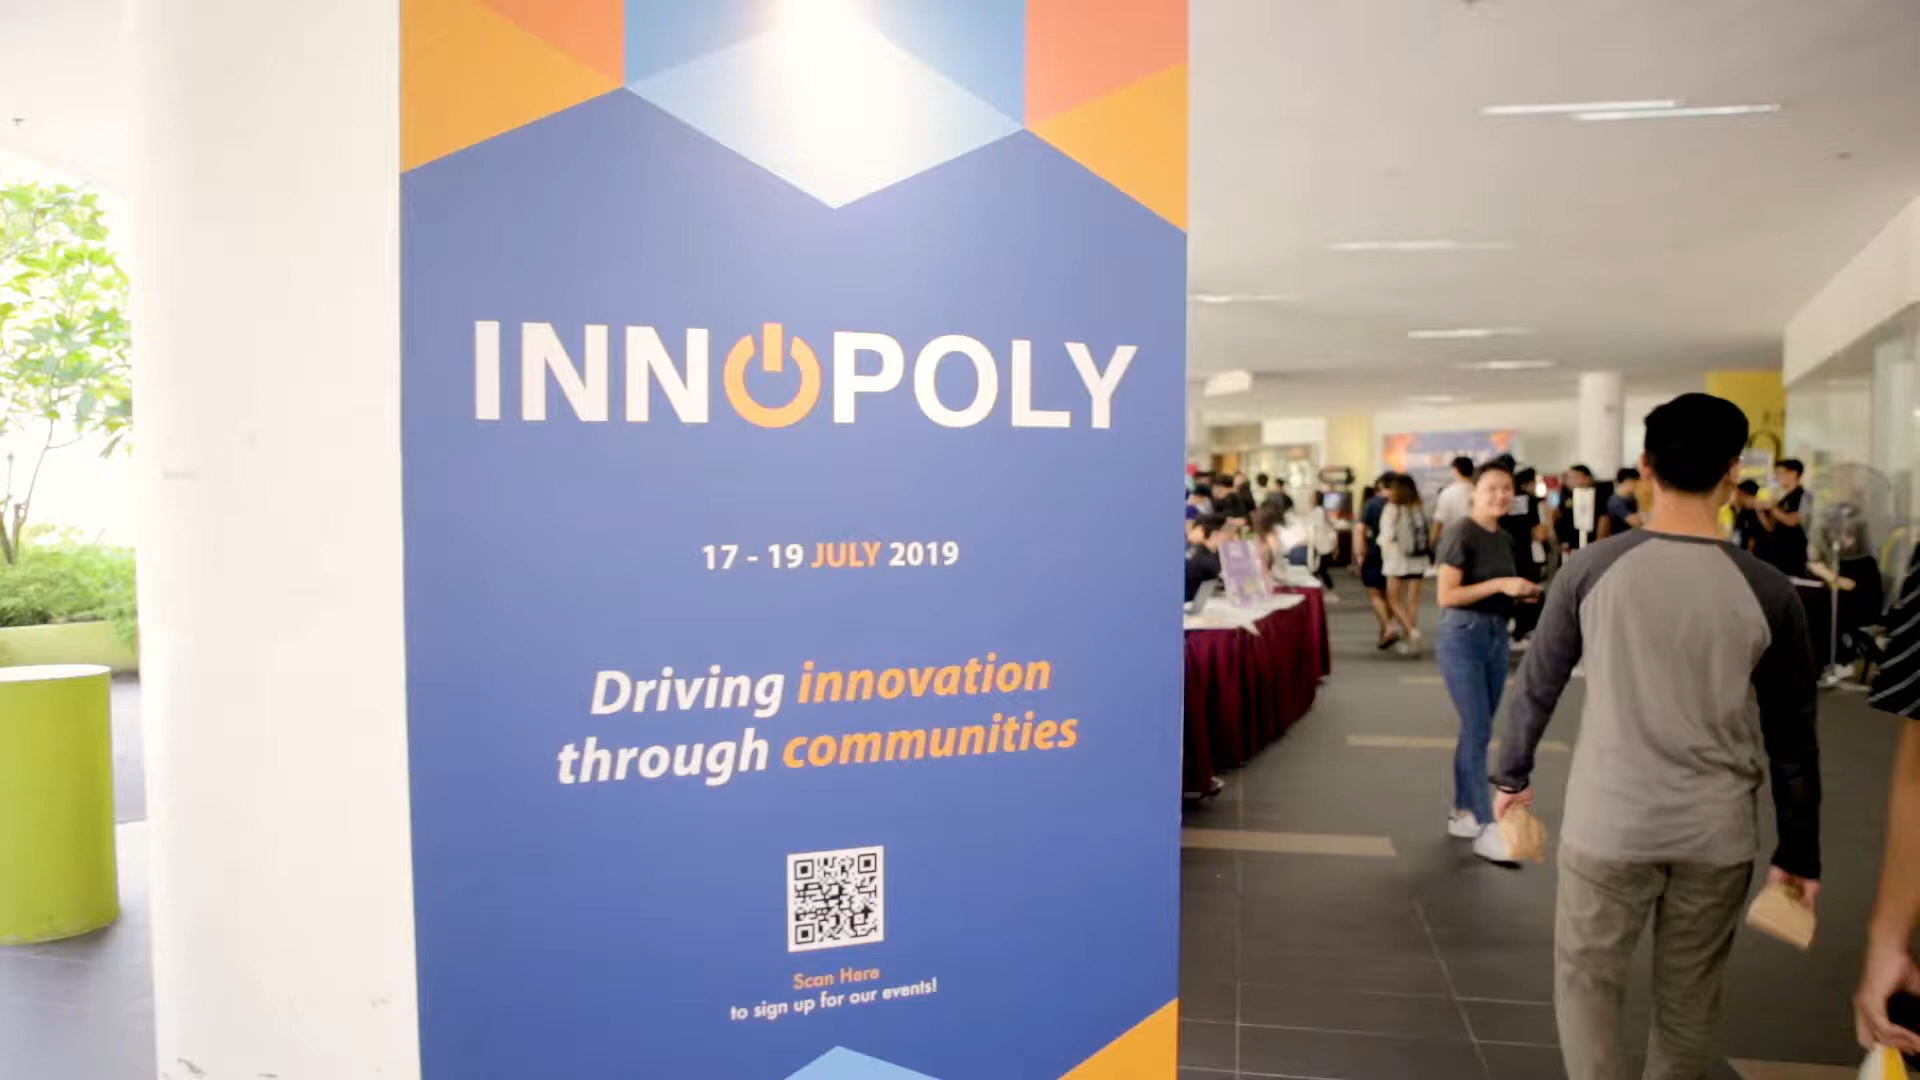 INNOPOLY
17 - 19 JULY 2019
Driving innovation
through communities
Scan Here
to sign up for our events!